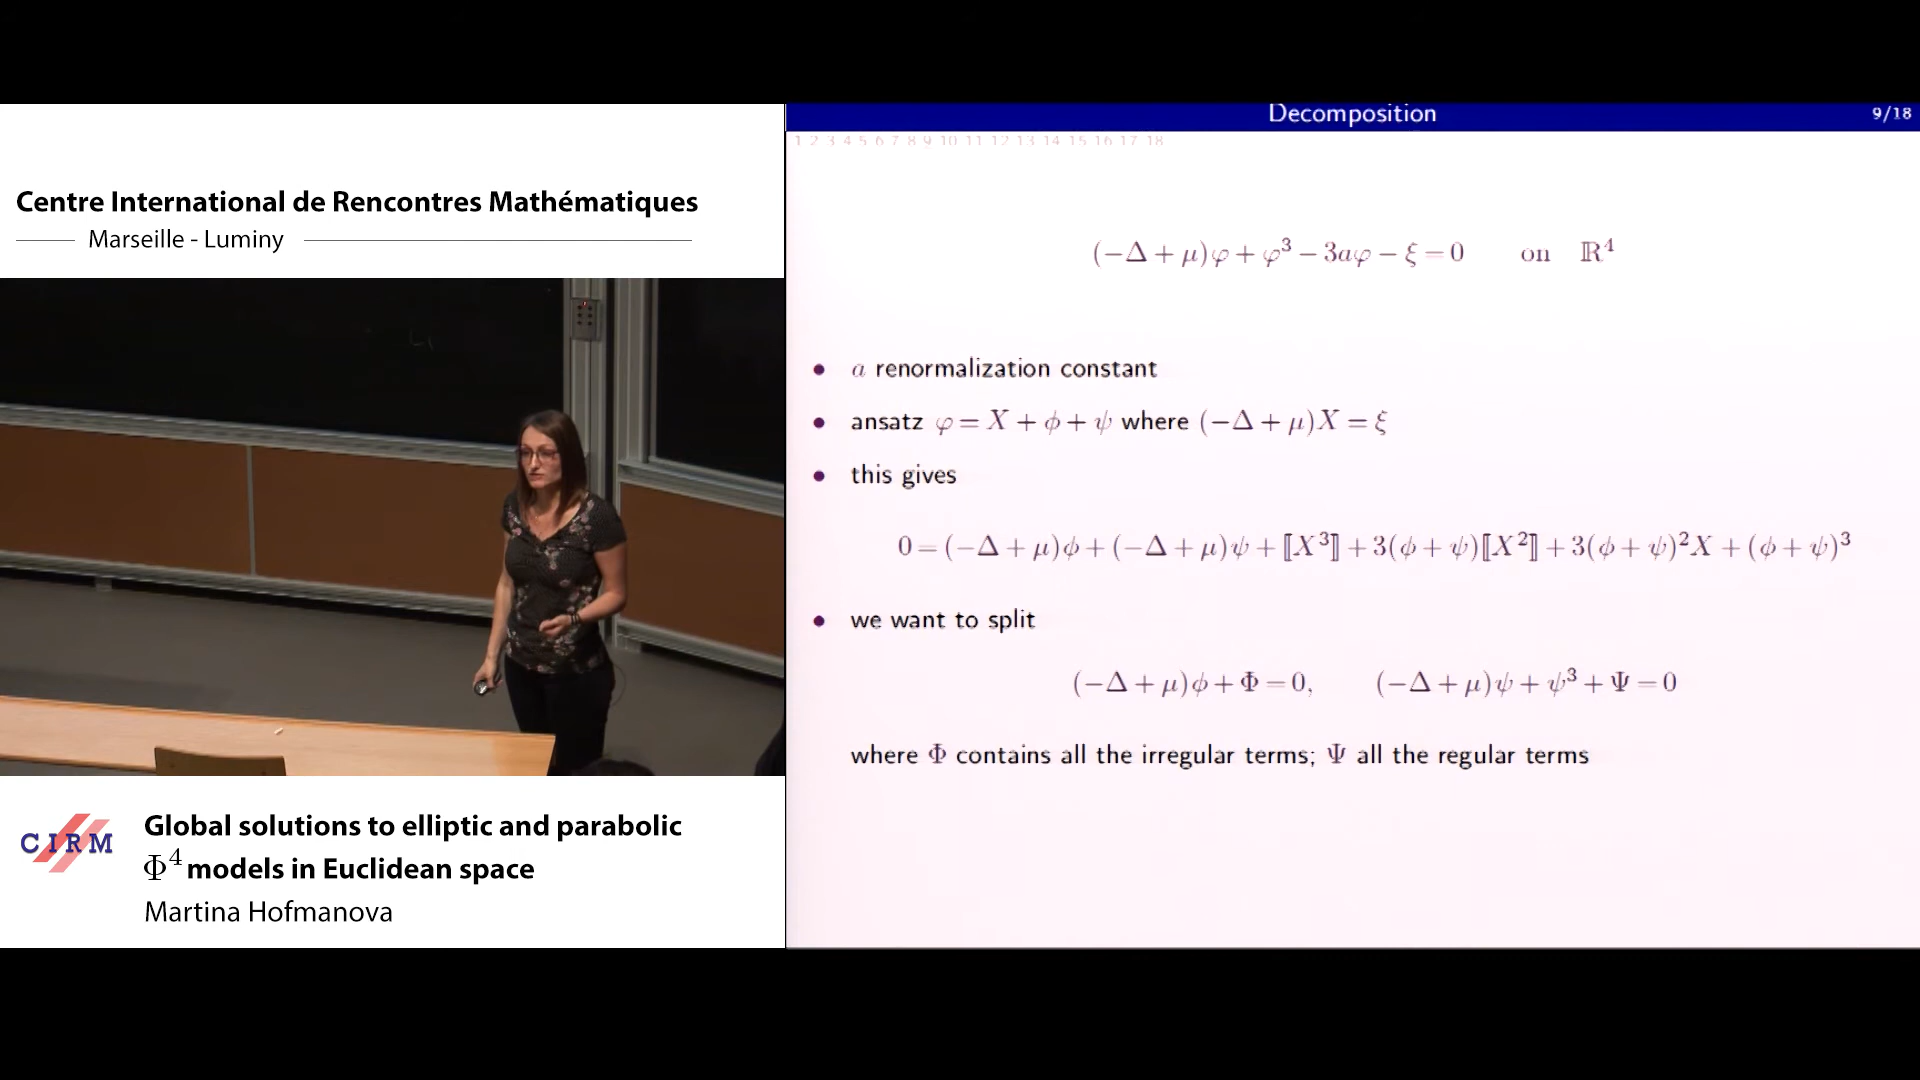 Centre International de Rencontres Mathématiques
Marseille - Luminy
CIRM
Global solutions to elliptic and parabolic
Φ⁴ models in Euclidean space
Martina Hofmanova
Decomposition
9/18
1 2 3 4 5 6 7 8 9 10 11 12 13 14 15 16 17 18
(−Δ + μ)φ + φ³ − 3aφ − ξ = 0 on ℝ⁴
• a renormalization constant
• ansatz φ = X + ϕ + ψ where (−Δ + μ)X = ξ
• this gives
0 = (−Δ + μ)ϕ + (−Δ + μ)ψ + ⟦X³⟧ + 3(ϕ + ψ)⟦X²⟧ + 3(ϕ + ψ)²X + (ϕ + ψ)³
• we want to split
(−Δ + μ)ϕ + Φ = 0, (−Δ + μ)ψ + ψ³ + Ψ = 0
where Φ contains all the irregular terms; Ψ all the regular terms